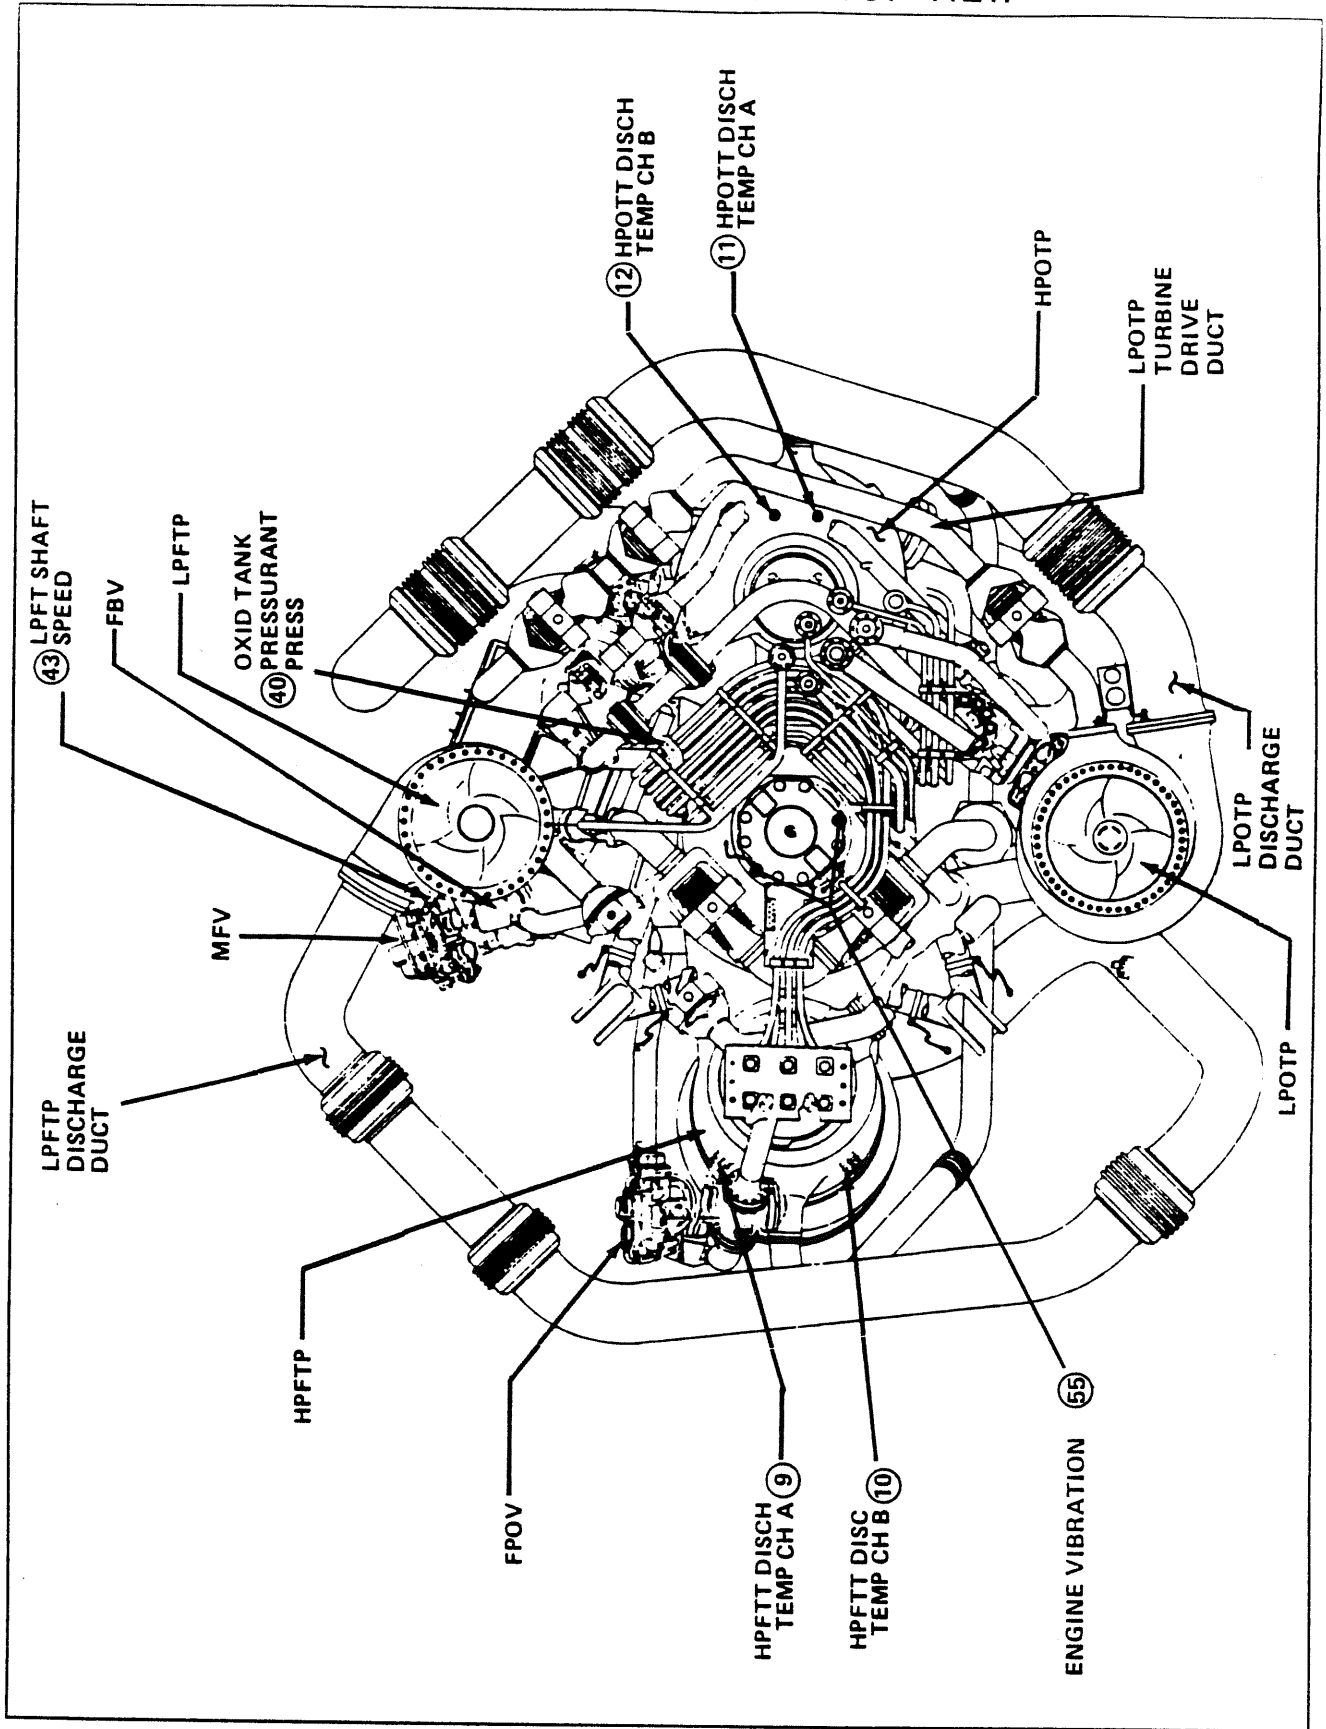 LPFTP
DISCHARGE
DUCT
43 LPFT SHAFT
SPEED
FBV
LPFTP
MFV
OXID TANK
40 PRESSURANT
PRESS
HPFTP
FPOV
12 HPOTT DISCH
TEMP CH B
11 HPOTT DISCH
TEMP CH A
HPFTT DISCH
TEMP CH A 9
HPFTT DISC
TEMP CH B 10
HPOTP
ENGINE VIBRATION 55
LPOTP
TURBINE
DRIVE
DUCT
LPOTP
DISCHARGE
DUCT
LPOTP